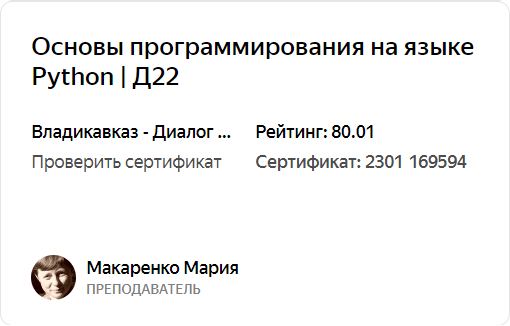 Основы программирования на языке
Python | Д22
Владикавказ - Диалог ...
Рейтинг: 80.01
Проверить сертификат
Сертификат: 2301 169594
Макаренко Мария
ПРЕПОДАВАТЕЛЬ